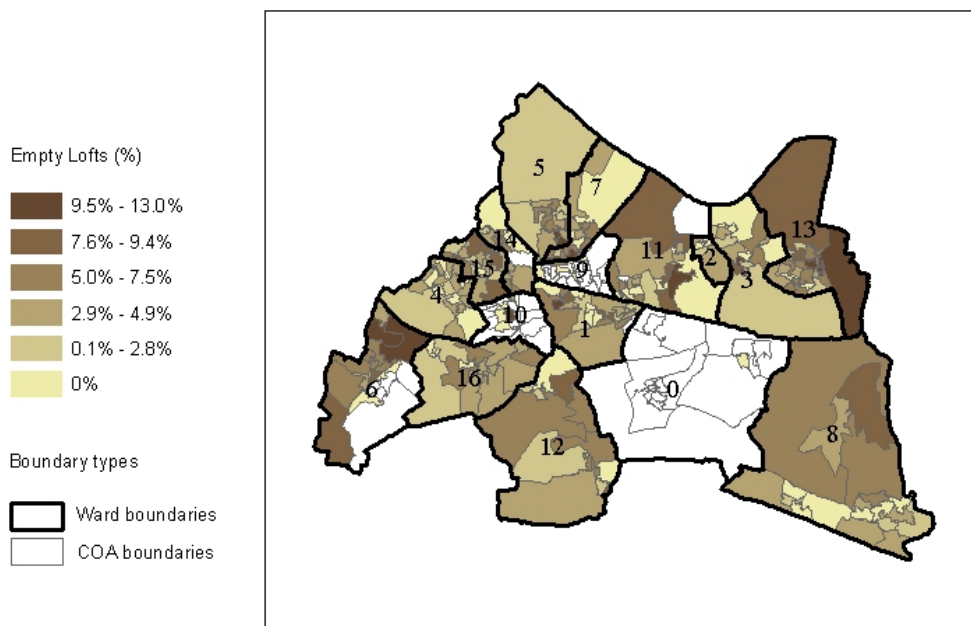 Empty Lofts (%)
9.5% - 13.0%
7.6% - 9.4%
5.0% - 7.5%
2.9% - 4.9%
0.1% - 2.8%
0%
Boundary types
Ward boundaries
COA boundaries
5
7
13
14
11
2
9
15
3
4
10
1
16
6
0
12
8